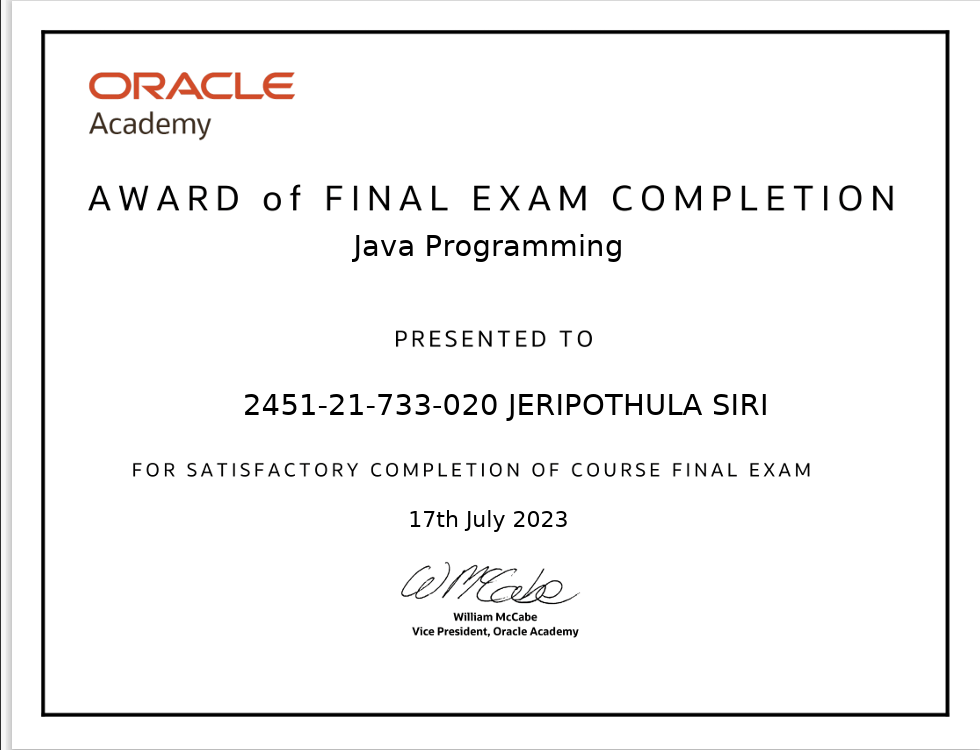 ORACLE
Academy
AWARD of FINAL EXAM COMPLETION
Java Programming
PRESENTED TO
2451-21-733-020 JERIPOTHULA SIRI
FOR SATISFACTORY COMPLETION OF COURSE FINAL EXAM
17th July 2023
W McCabe
William McCabe
Vice President, Oracle Academy